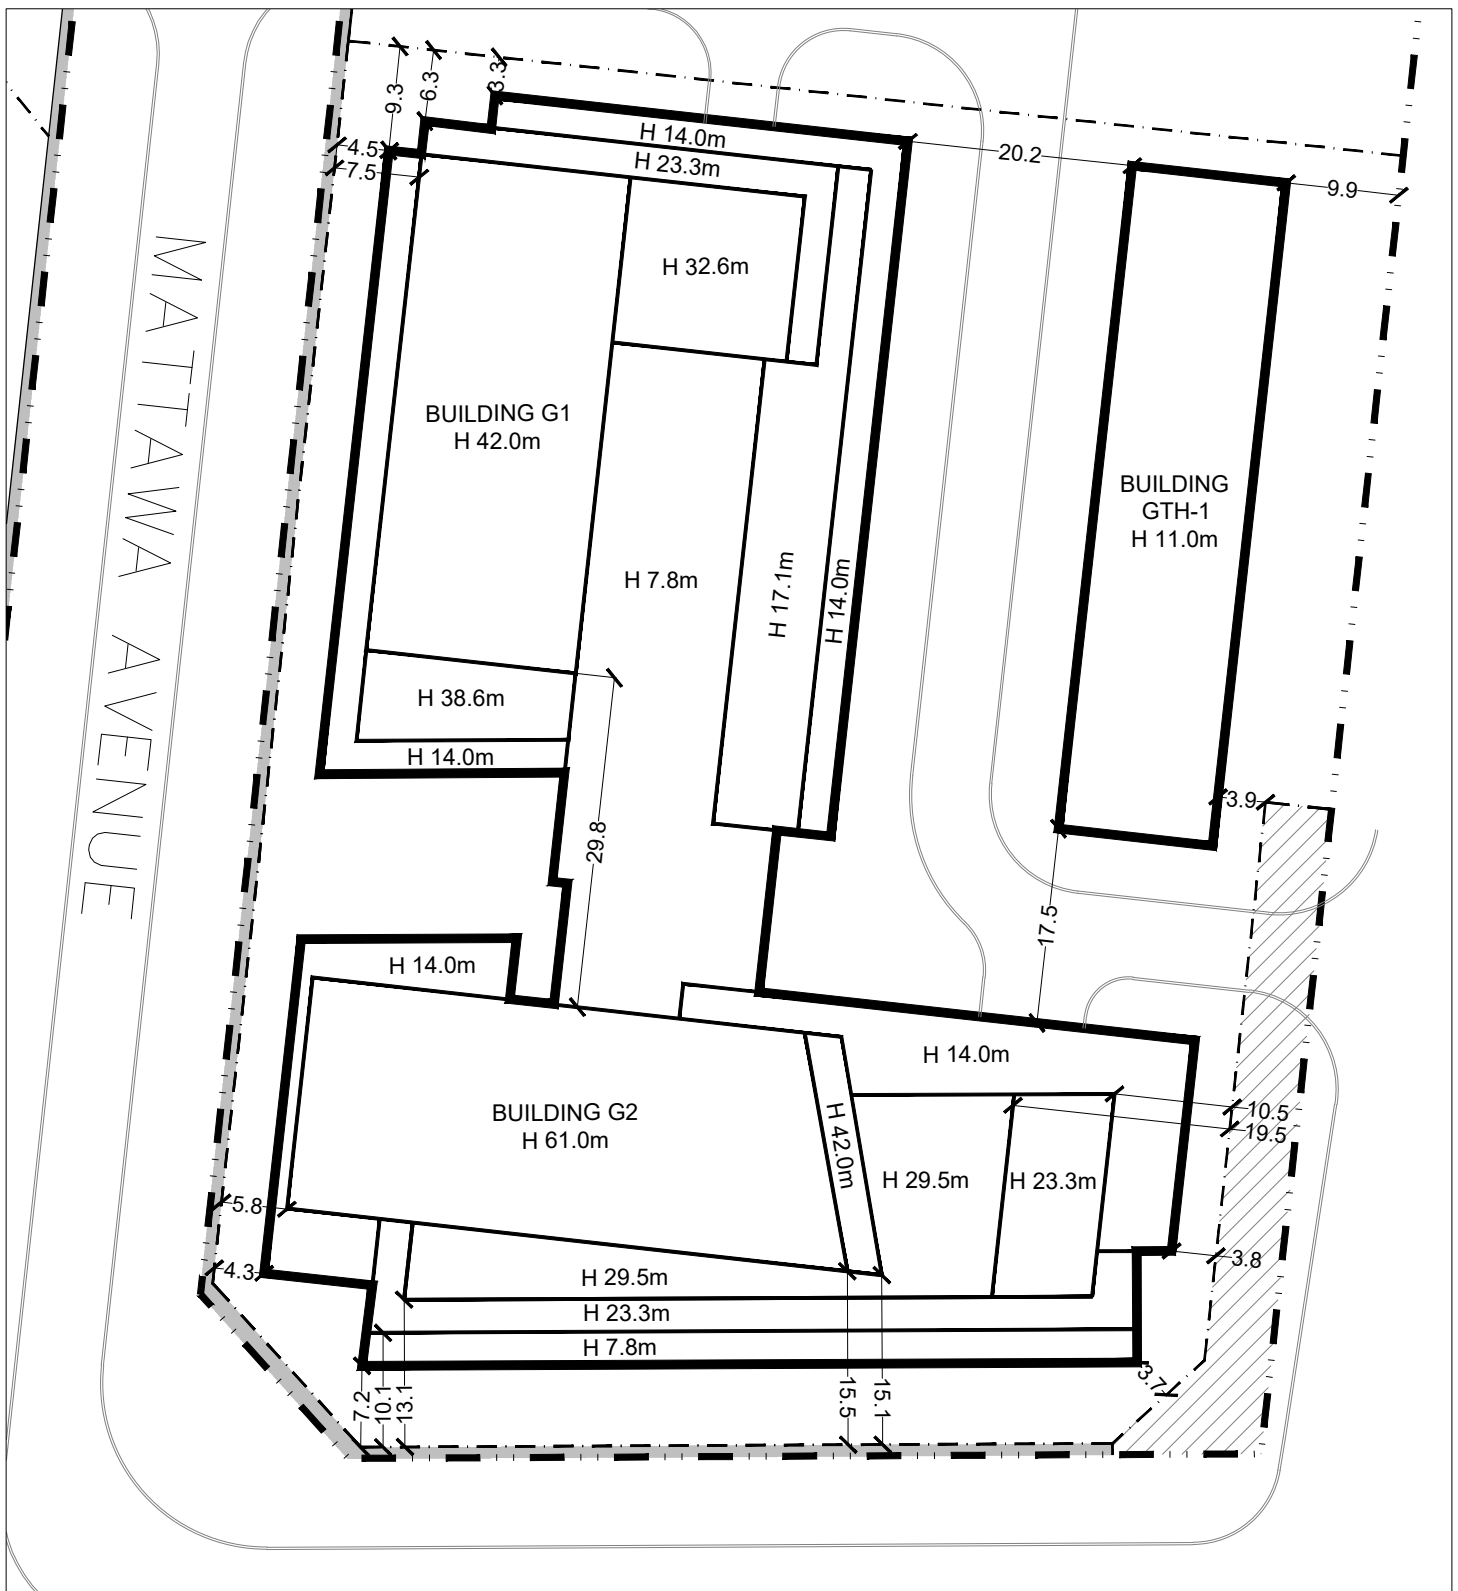 9.3
6.3
3.3
4.5
7.5
H 14.0m
H 23.3m
20.2
9.9
H 32.6m
MATTAWA AVENUE
BUILDING G1
H 42.0m
BUILDING
GTH-1
H 11.0m
H 7.8m
H 17.1m
H 14.0m
H 38.6m
H 14.0m
29.8
3.9
17.5
H 14.0m
H 14.0m
BUILDING G2
H 61.0m
H 42.0m
10.5
19.5
H 29.5m
H 23.3m
5.8
3.8
4.3
H 29.5m
H 23.3m
H 7.8m
3.7
7.2
10.1
13.1
15.5
15.1